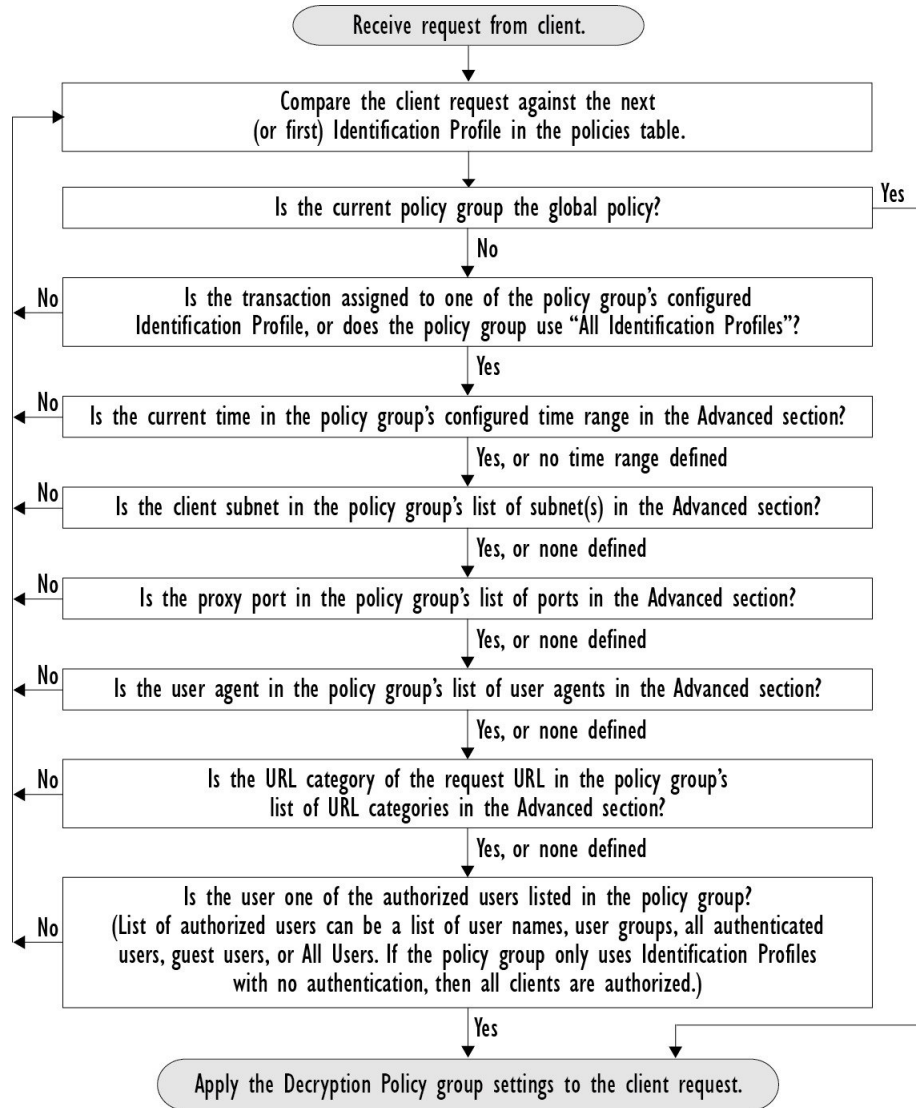 Receive request from client.
Compare the client request against the next
(or first) Identification Profile in the policies table.
Is the current policy group the global policy?
Yes
No
No
Is the transaction assigned to one of the policy group’s configured
Identification Profile, or does the policy group use “All Identification Profiles”?
Yes
No
Is the current time in the policy group’s configured time range in the Advanced section?
Yes, or no time range defined
No
Is the client subnet in the policy group’s list of subnet(s) in the Advanced section?
Yes, or none defined
No
Is the proxy port in the policy group’s list of ports in the Advanced section?
Yes, or none defined
No
Is the user agent in the policy group’s list of user agents in the Advanced section?
Yes, or none defined
No
Is the URL category of the request URL in the policy group’s
list of URL categories in the Advanced section?
Yes, or none defined
No
Is the user one of the authorized users listed in the policy group?
(List of authorized users can be a list of user names, user groups, all authenticated
users, guest users, or All Users. If the policy group only uses Identification Profiles
with no authentication, then all clients are authorized.)
Yes
Apply the Decryption Policy group settings to the client request.